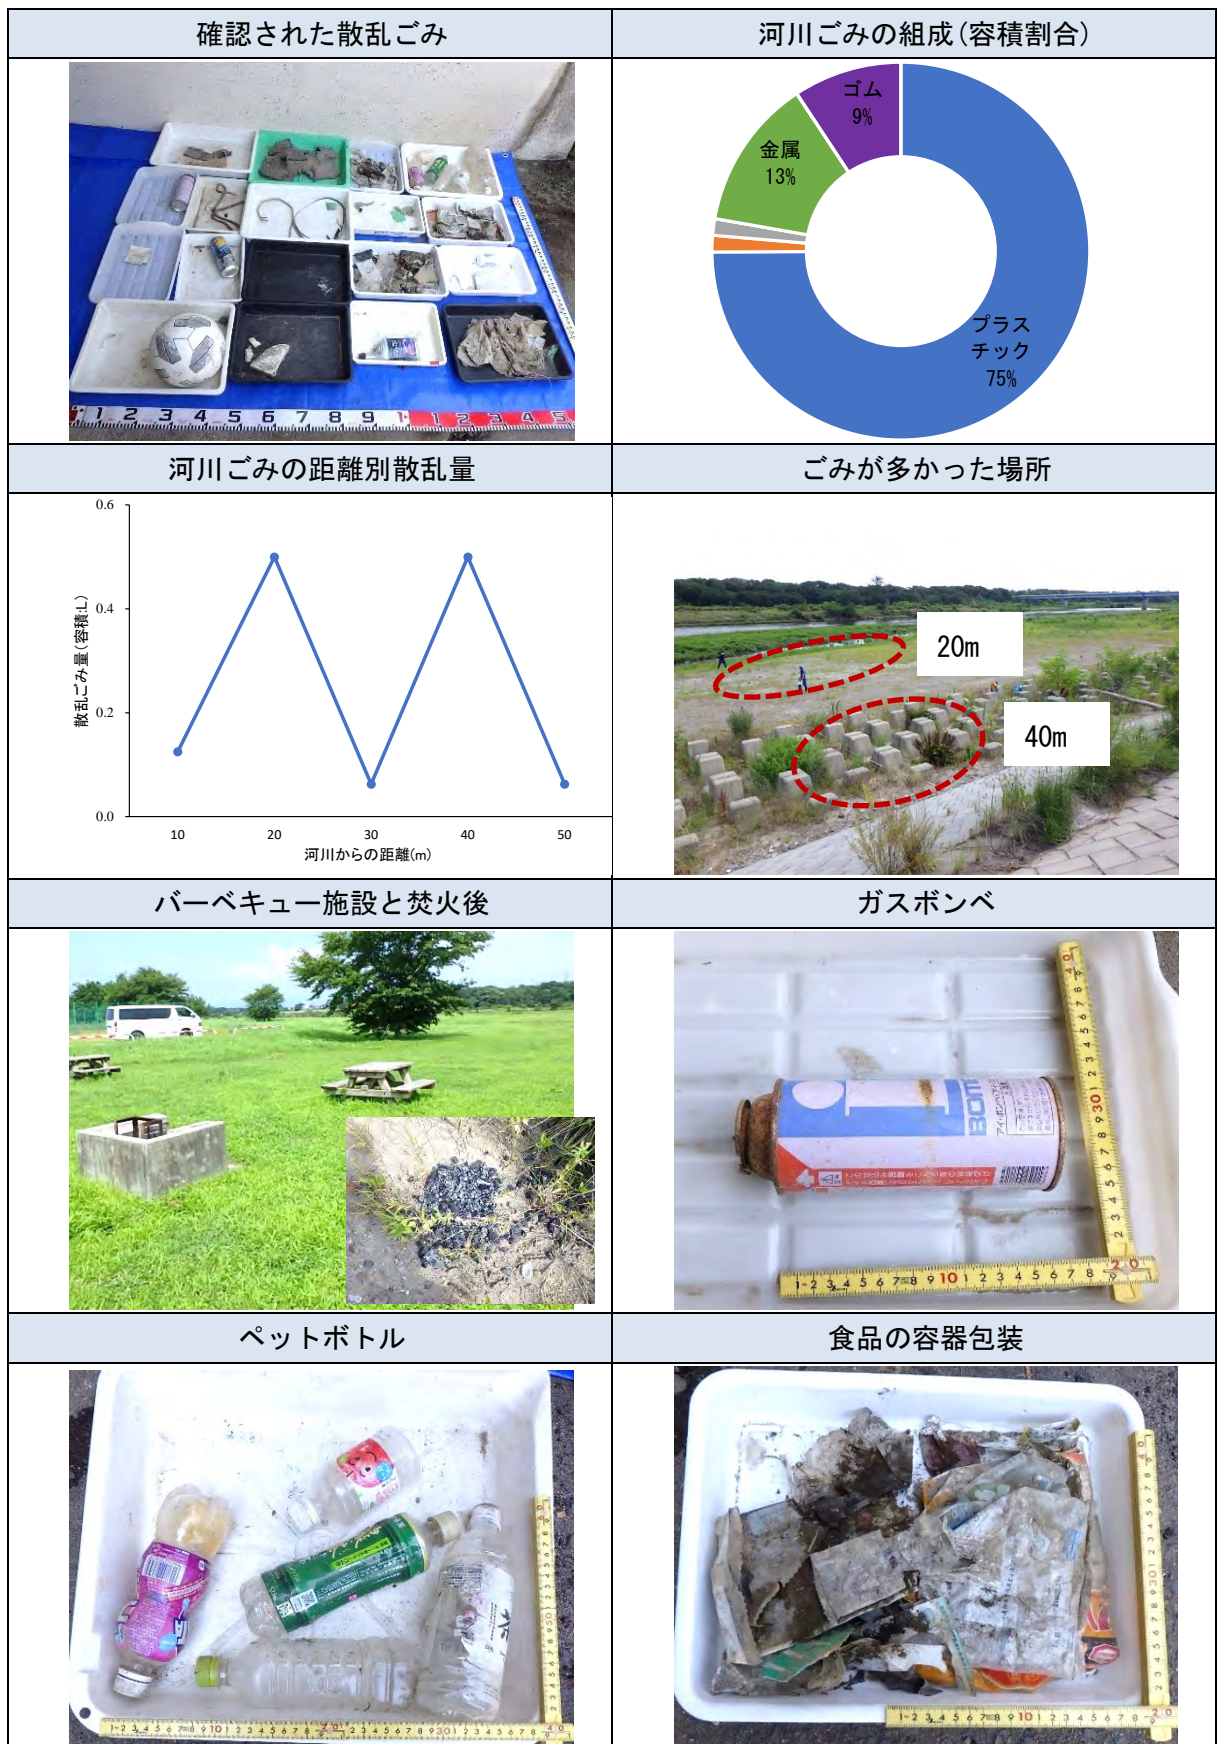 確認された散乱ごみ
河川ごみの組成(容積割合)
ゴム
9%
金属
13%
プラス
チック
75%
河川ごみの距離別散乱量
ごみが多かった場所
散乱ごみ量(容積:L)
0.6
0.4
0.2
0.0
10 20 30 40 50
河川からの距離(m)
20m
40m
バーベキュー施設と焚火後
ガスボンベ
BOM
ペットボトル
食品の容器包装